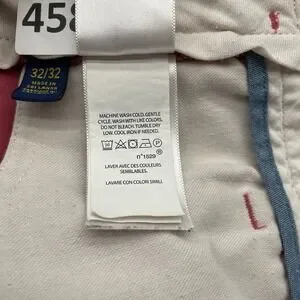 458
32/32
MADE IN
SRI LANKA
MACHINE WASH COLD, GENTLE
CYCLE. WASH WITH LIKE COLORS.
DO NOT BLEACH. TUMBLE DRY
LOW. COOL IRON IF NEEDED.
n°1529
LAVER AVEC DES COULEURS
SEMBLABLES.
LAVARE CON COLORI SIMILI